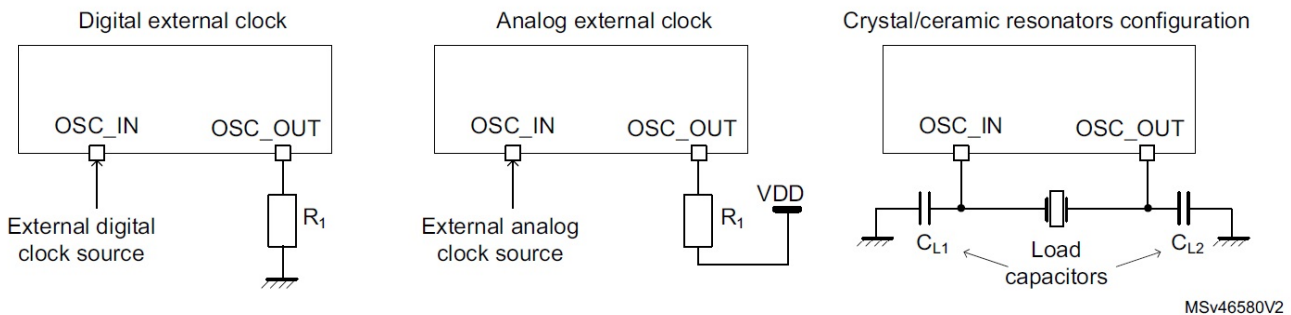 Digital external clock
OSC_IN
OSC_OUT
R1
External digital
clock source
Analog external clock
OSC_IN
OSC_OUT
R1
VDD
External analog
clock source
Crystal/ceramic resonators configuration
OSC_IN
OSC_OUT
CL1
CL2
Load
capacitors
MSv46580V2